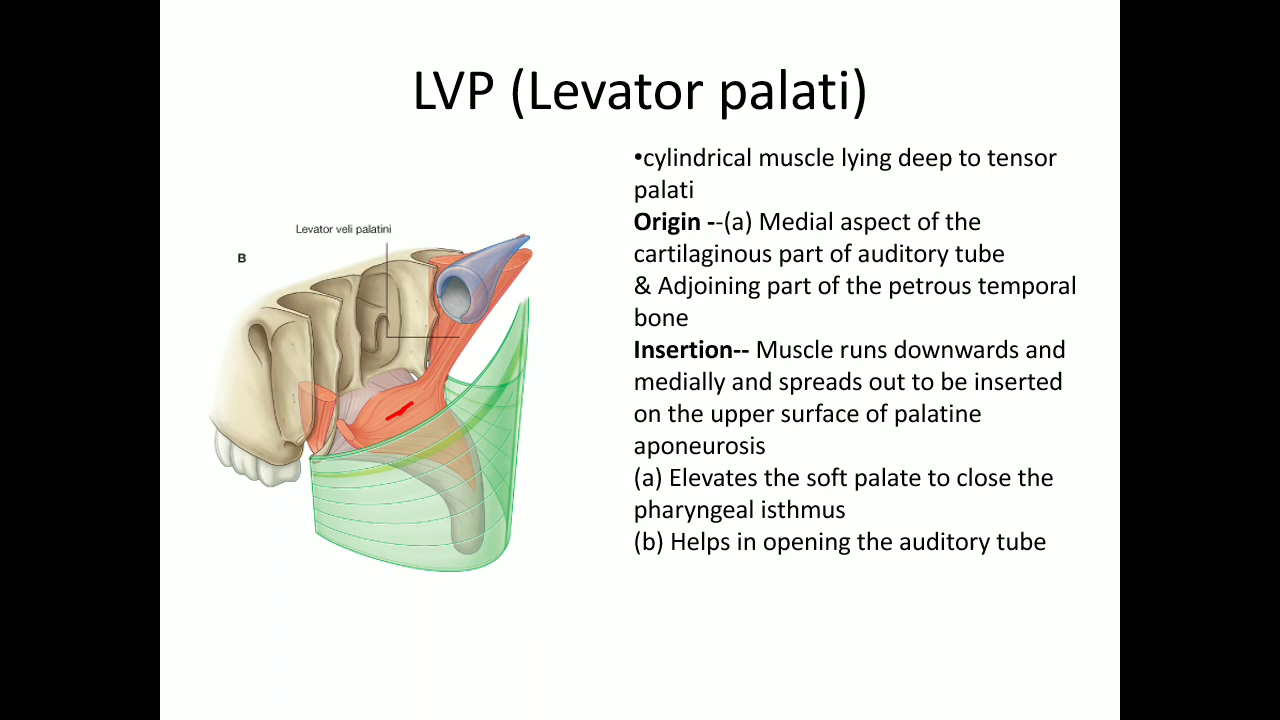 LVP (Levator palati)
Levator veli palatini
B
•cylindrical muscle lying deep to tensor
palati
Origin --(a) Medial aspect of the
cartilaginous part of auditory tube
& Adjoining part of the petrous temporal
bone
Insertion-- Muscle runs downwards and
medially and spreads out to be inserted
on the upper surface of palatine
aponeurosis
(a) Elevates the soft palate to close the
pharyngeal isthmus
(b) Helps in opening the auditory tube